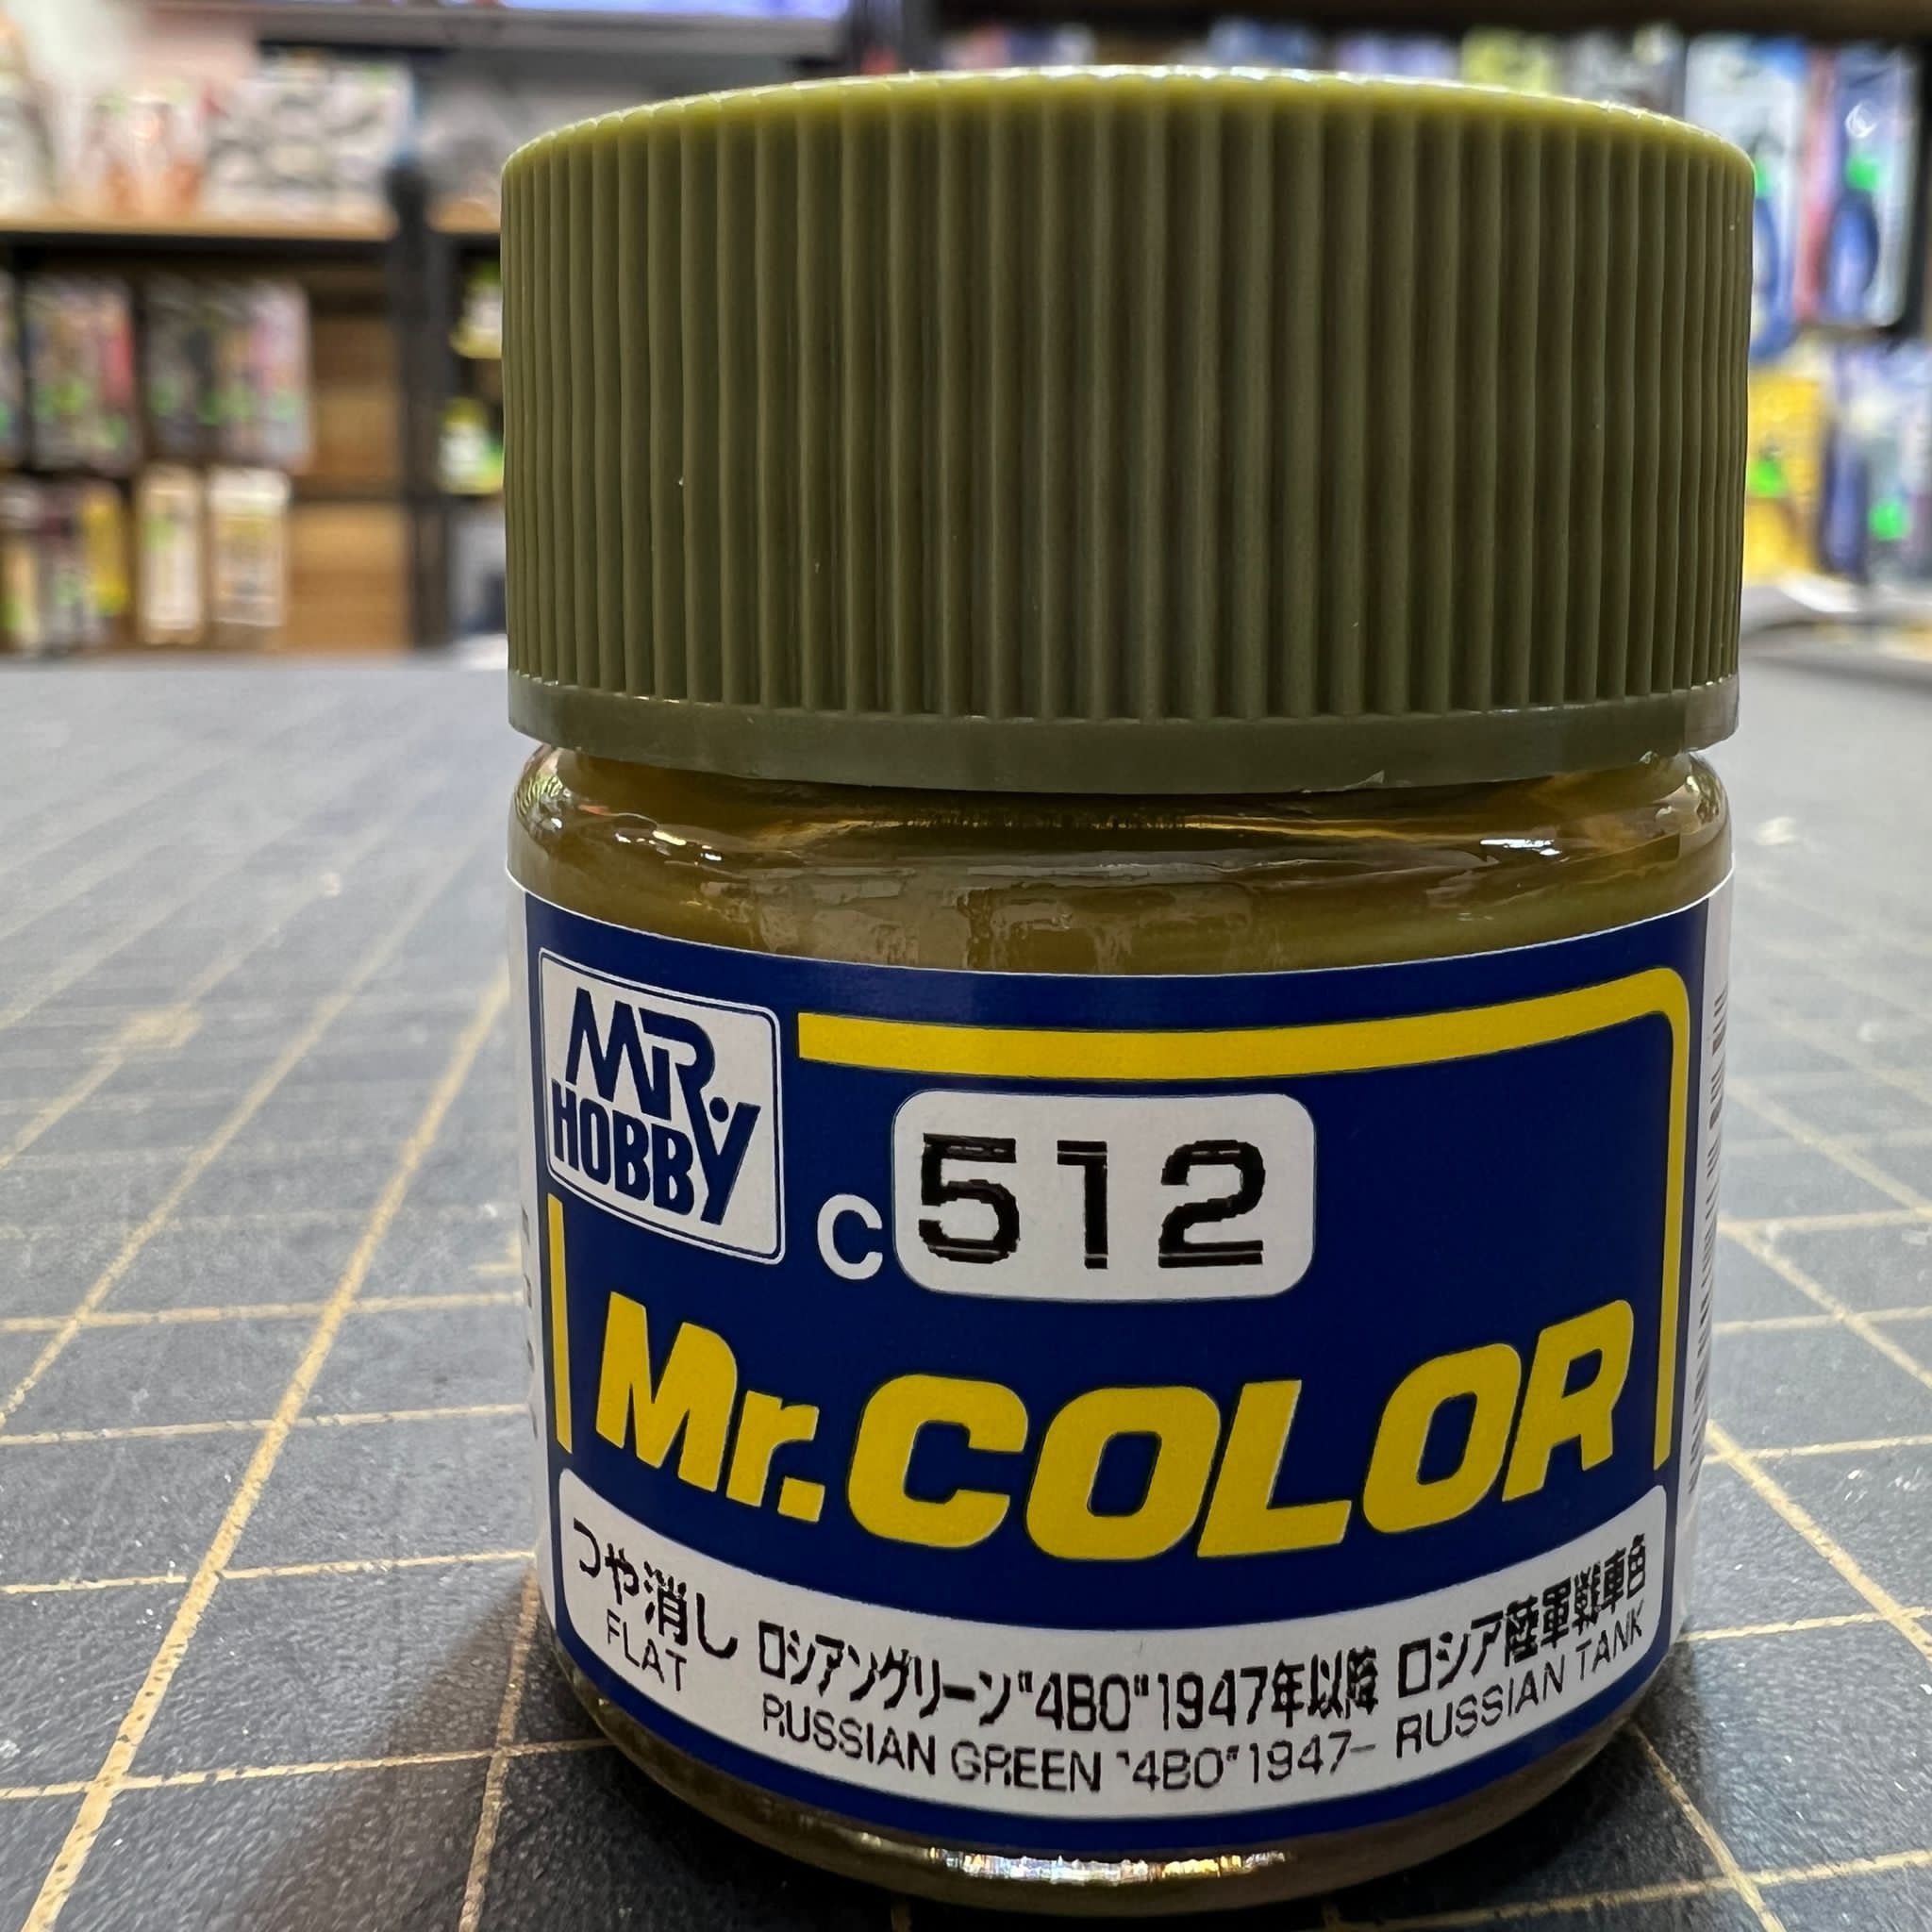 MR.
HOBBY
C 512
Mr.COLOR
つや消し
FLAT
ロシアングリーン"4BO"1947年以降 ロシア陸軍戦車色
RUSSIAN GREEN "4BO"1947- RUSSIAN TANK